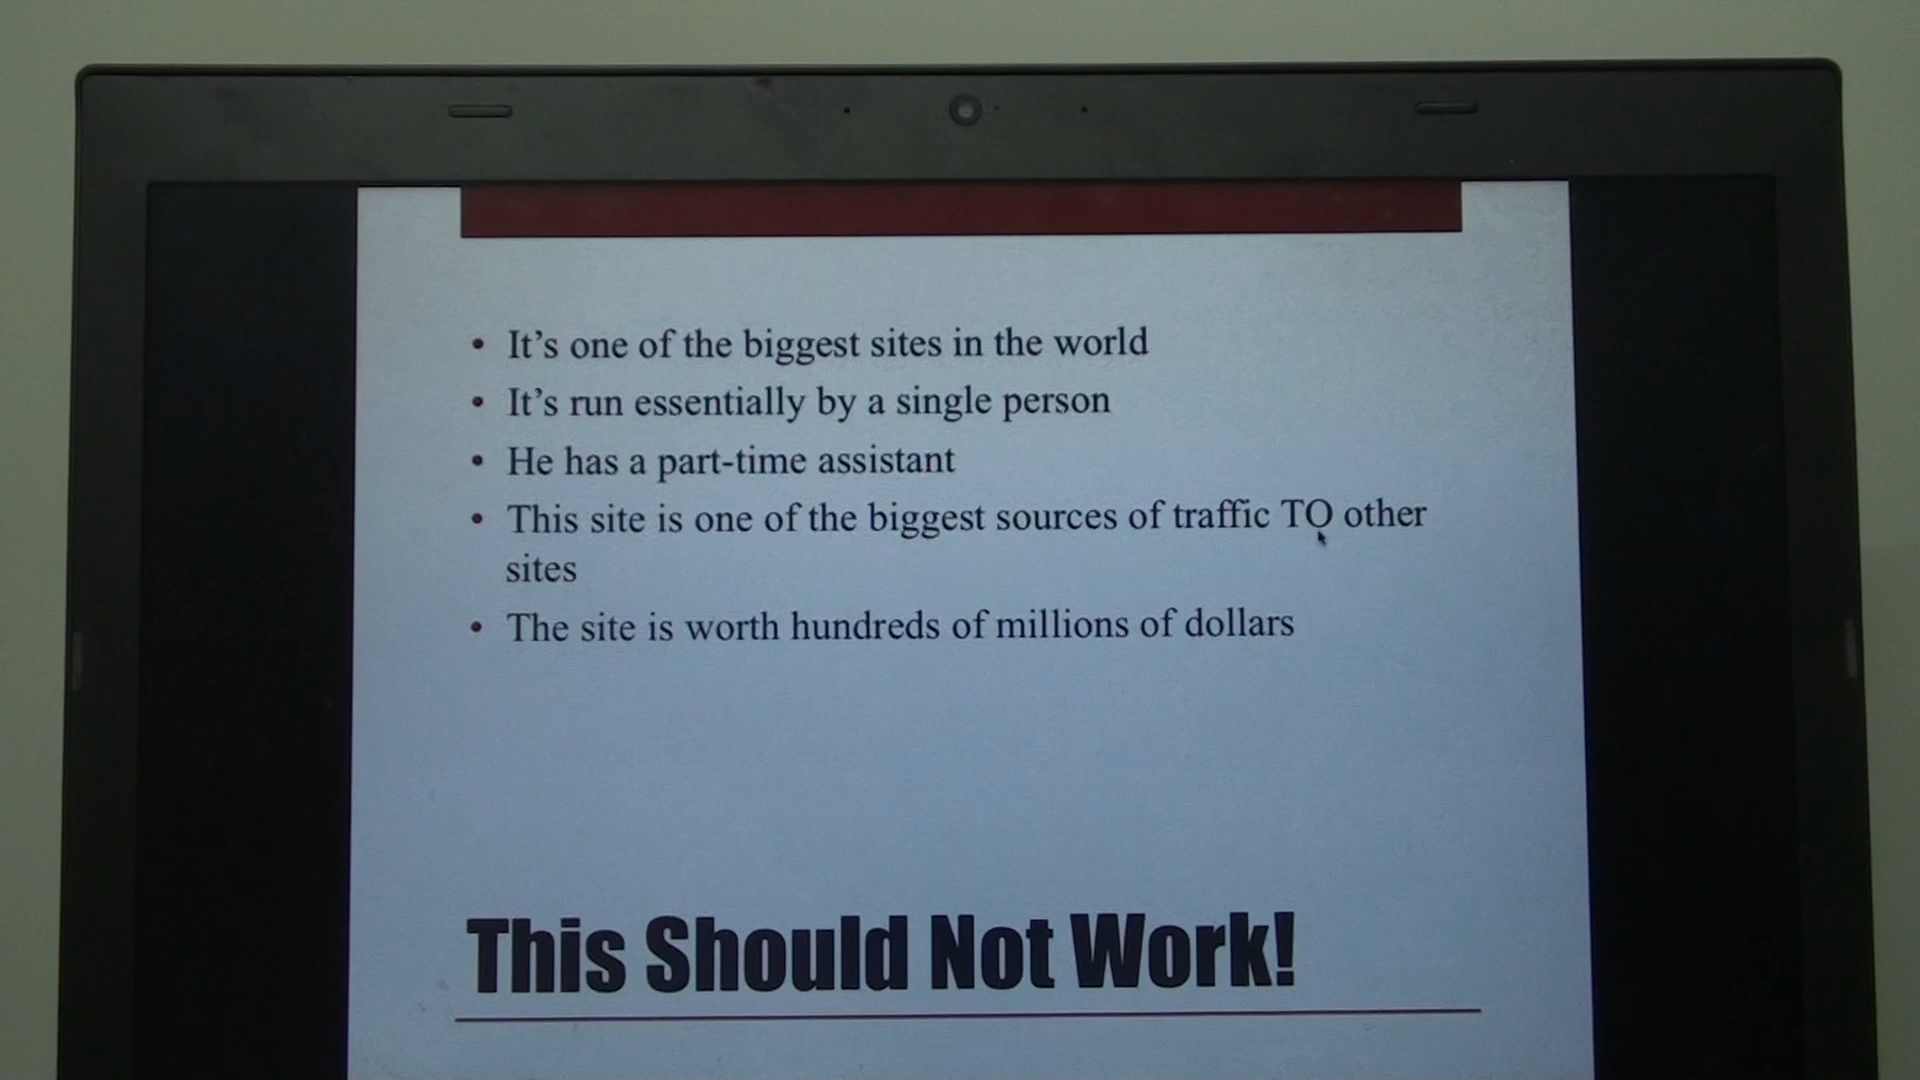 • It's one of the biggest sites in the world
• It's run essentially by a single person
• He has a part-time assistant
• This site is one of the biggest sources of traffic TO other
sites
• The site is worth hundreds of millions of dollars
This Should Not Work!